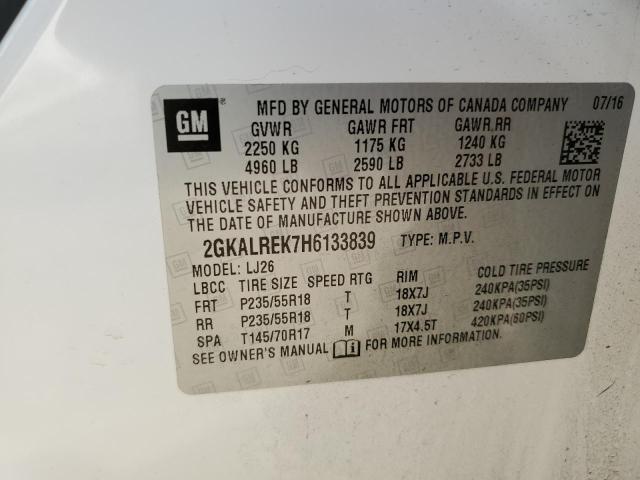 GM ® MFD BY GENERAL MOTORS OF CANADA COMPANY 07/16
GVWR GAWR FRT GAWR RR
2250 KG 1175 KG 1240 KG
4960 LB 2590 LB 2733 LB
THIS VEHICLE CONFORMS TO ALL APPLICABLE U.S. FEDERAL MOTOR
VEHICLE SAFETY AND THEFT PREVENTION STANDARDS IN EFFECT ON
THE DATE OF MANUFACTURE SHOWN ABOVE.
2GKALREK7H6133839 TYPE: M.P.V.
MODEL: LJ26
LBCC TIRE SIZE SPEED RTG RIM COLD TIRE PRESSURE
FRT P235/55R18 T 18X7J 240KPA(35PSI)
RR P235/55R18 T 18X7J 240KPA(35PSI)
SPA T145/70R17 M 17X4.5T 420KPA(60PSI)
SEE OWNER'S MANUAL FOR MORE INFORMATION.